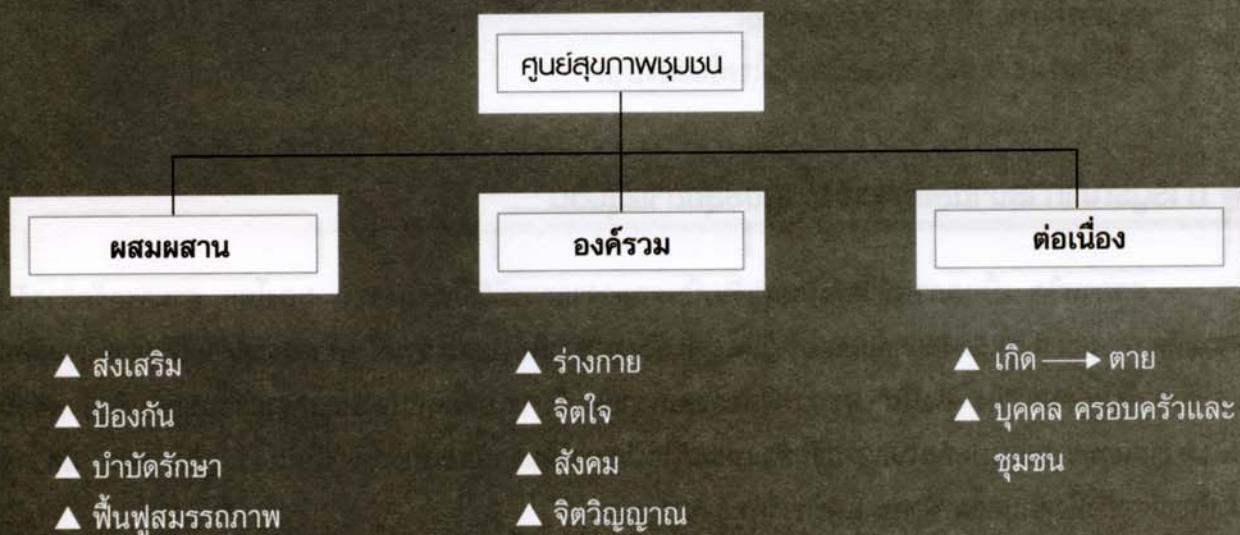 ศูนย์สุขภาพชุมชน
ผสมผสาน
ส่งเสริม
ป้องกัน
บำบัดรักษา
ฟื้นฟูสมรรถภาพ
องค์รวม
ร่างกาย
จิตใจ
สังคม
จิตวิญญาณ
ต่อเนื่อง
เกิด → ตาย
บุคคล ครอบครัวและ
ชุมชน